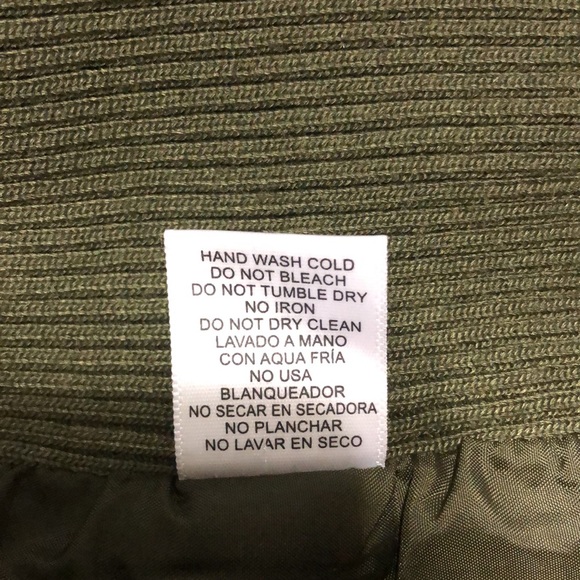 HAND WASH COLD
DO NOT BLEACH
DO NOT TUMBLE DRY
NO IRON
DO NOT DRY CLEAN
LAVADO A MANO
CON AQUA FRÍA
NO USA
BLANQUEADOR
NO SECAR EN SECADORA
NO PLANCHAR
NO LAVAR EN SECO